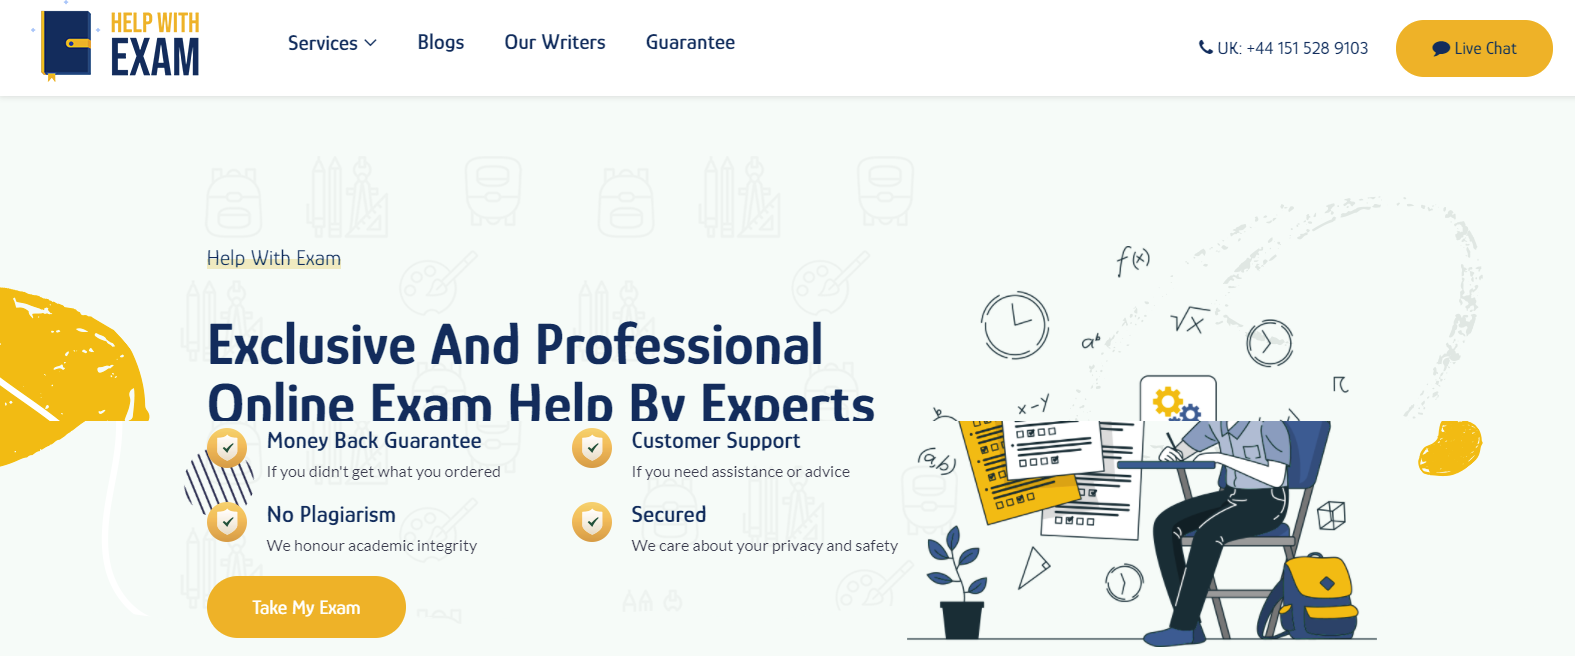 HELP WITH
EXAM
Services
Blogs
Our Writers
Guarantee
UK: +44 151 528 9103
Live Chat
Help With Exam
Exclusive And Professional
Online Exam Help By Experts
Money Back Guarantee
If you didn't get what you ordered
Customer Support
If you need assistance or advice
No Plagiarism
We honour academic integrity
Secured
We care about your privacy and safety
Take My Exam
f(x)
√x
aᵇ
x-y
b
π
(a,b)